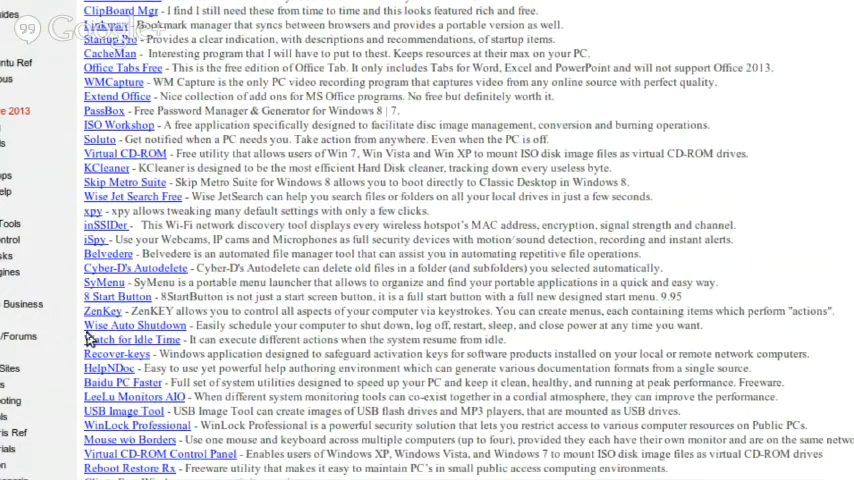 ides
ntu Ref
ous
e 2013
ls
ops
elp
Tools
ntrol
sks
gines
Business
/Forums
Sites
s
oting
ls
ris Ref
rials
on
ClipBoard Mgr - I find I still need these from time to time and this looks featured rich and free.
Linkman - Bookmark manager that syncs between browsers and provides a portable version as well.
Startup Pro - Provides a clear indication, with descriptions and recommendations, of startup items.
CacheMan - Interesting program that I will have to put to thest. Keeps resources at their max on your PC.
Office Tabs Free - This is the free edition of Office Tab. It only includes Tabs for Word, Excel and PowerPoint and will not support Office 2013.
WMCapture - WM Capture is the only PC video recording program that captures video from any online source with perfect quality.
Extend Office - Nice collection of add ons for MS Office programs. No free but definitely worth it.
PassBox - Free Password Manager & Generator for Windows 8 | 7.
ISO Workshop - A free application specifically designed to facilitate disc image management, conversion and burning operations.
Soluto - Get notified when a PC needs you. Take action from anywhere. Even when the PC is off.
Virtual CD-ROM - Free utility that allows users of Win 7, Win Vista and Win XP to mount ISO disk image files as virtual CD-ROM drives.
KCleaner - KCleaner is designed to be the most efficient Hard Disk cleaner, tracking down every useless byte.
Skip Metro Suite - Skip Metro Suite for Windows 8 allows you to boot directly to Classic Desktop in Windows 8.
Wise Jet Search Free - Wise JetSearch can help you search files or folders on all your local drives in just a few seconds.
xpy - xpy allows tweaking many default settings with only a few clicks.
inSSIDer - This Wi-Fi network discovery tool displays every wireless hotspot's MAC address, encryption, signal strength and channel.
iSpy - Use your Webcams, IP cams and Microphones as full security devices with motion/sound detection, recording and instant alerts.
Belvedere - Belvedere is an automated file manager tool that can assist you in automating repetitive file operations.
Cyber-D's Autodelete - Cyber-D's Autodelete can delete old files in a folder (and subfolders) you selected automatically.
SyMenu - SyMenu is a portable menu launcher that allows to organize and find your portable applications in a quick and easy way.
8 Start Button - 8StartButton is not just a start screen button, it is a full start button with a full new designed start menu. 9.95
ZenKey - ZenKEY allows you to control all aspects of your computer via keystrokes. You can create menus, each containing items which perform "actions".
Wise Auto Shutdown - Easily schedule your computer to shut down, log off, restart, sleep, and close power at any time you want.
Watch for Idle Time - It can execute different actions when the system resume from idle.
Recover-keys - Windows application designed to safeguard activation keys for software products installed on your local or remote network computers.
HelpNDoc - Easy to use yet powerful help authoring environment which can generate various documentation formats from a single source.
Baidu PC Faster - Full set of system utilities designed to speed up your PC and keep it clean, healthy, and running at peak performance. Freeware.
LeeLu Monitors AIO - When different system monitoring tools can co-exist together in a cordial atmosphere, they can improve the performance.
USB Image Tool - USB Image Tool can create images of USB flash drives and MP3 players, that are mounted as USB drives.
WinLock Professional - WinLock Professional is a powerful security solution that lets you restrict access to various computer resources on Public PCs.
Mouse w/o Borders - Use one mouse and keyboard across multiple computers (up to four), provided they each have their own monitor and are on the same netwo
Virtual CD-ROM Control Panel - Enables users of Windows XP, Windows Vista, and Windows 7 to mount ISO disk image files as virtual CD-ROM drives
Reboot Restore Rx - Freeware utility that makes it easy to maintain PC's in small public access computing environments.